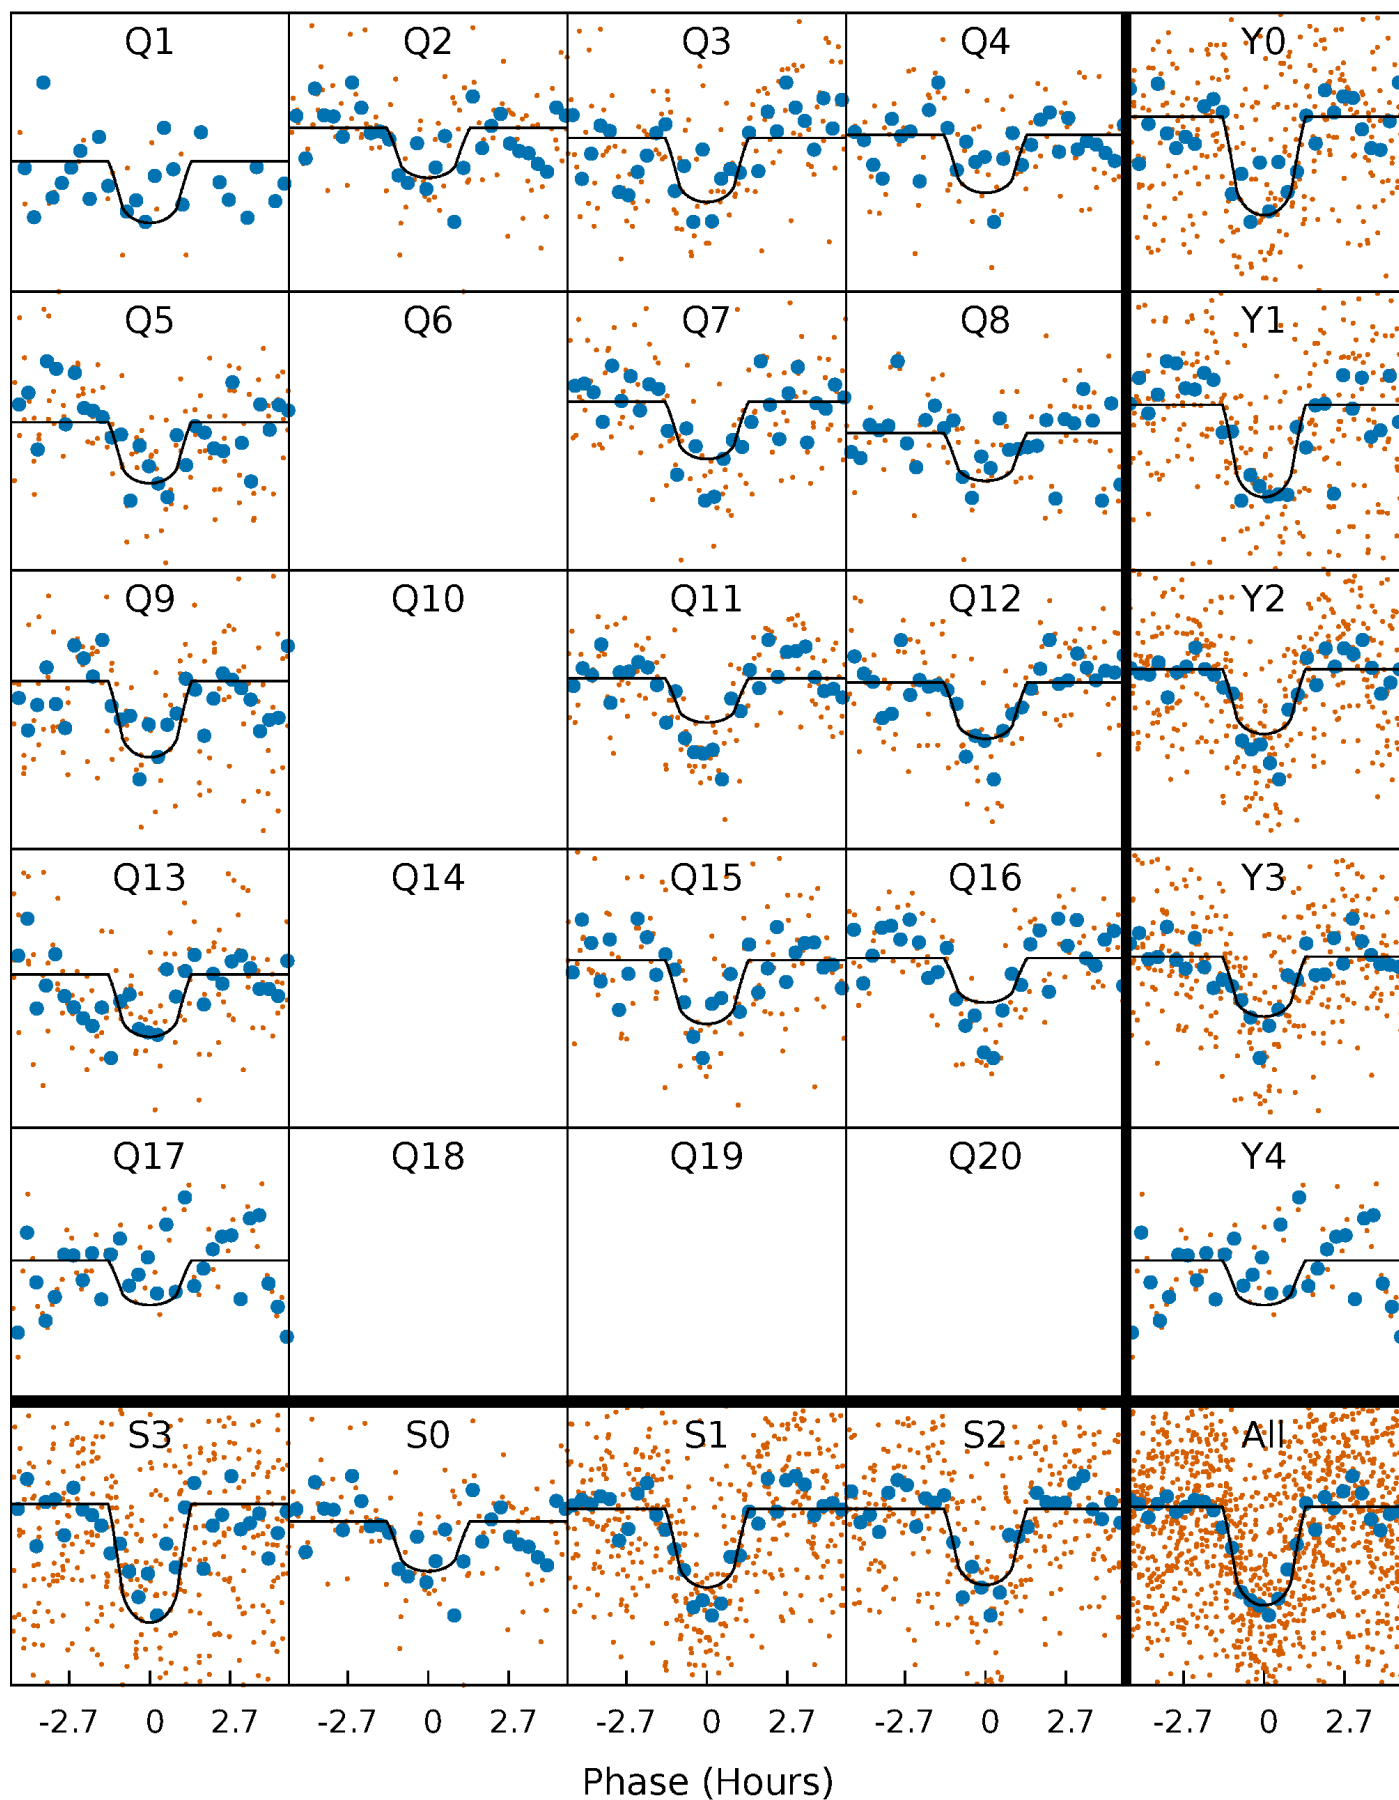 Q1 Q2 Q3 Q4 Y0
Q5 Q6 Q7 Q8 Y1
Q9 Q10 Q11 Q12 Y2
Q13 Q14 Q15 Q16 Y3
Q17 Q18 Q19 Q20 Y4
S3 S0 S1 S2 All
-2.7 0 2.7 -2.7 0 2.7 -2.7 0 2.7 -2.7 0 2.7 -2.7 0 2.7
Phase (Hours)